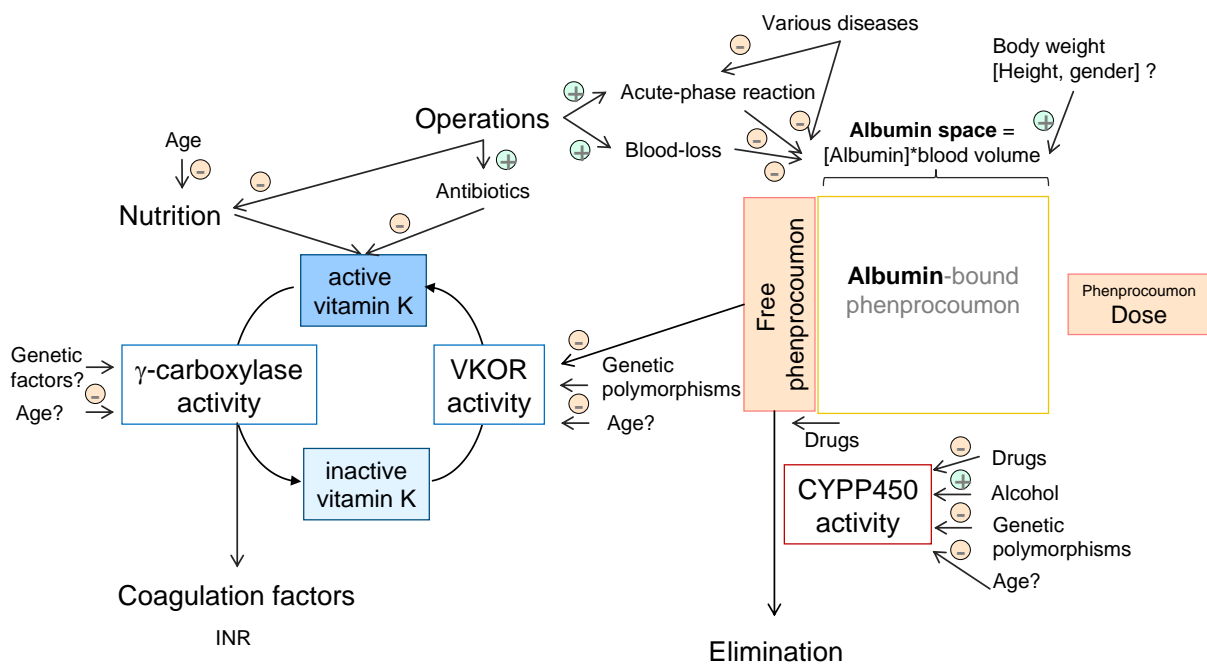 Various diseases
Body weight
[Height, gender] ?
-
+
Acute-phase reaction
Operations
-
+
Albumin space =
Age
-
+
-
+
Blood-loss
-
[Albumin]*blood volume
-
-
Antibiotics
Nutrition
-
active
vitamin K
Albumin-bound
phenprocoumon
Free
phenprocoumon
Phenprocoumon
Dose
-
Genetic
factors?
γ-carboxylase
activity
VKOR
activity
Genetic
polymorphisms
-
Age?
-
Age?
Drugs
inactive
vitamin K
-
Drugs
CYPP450
activity
+
Alcohol
-
Genetic
polymorphisms
-
Age?
Coagulation factors
INR
Elimination